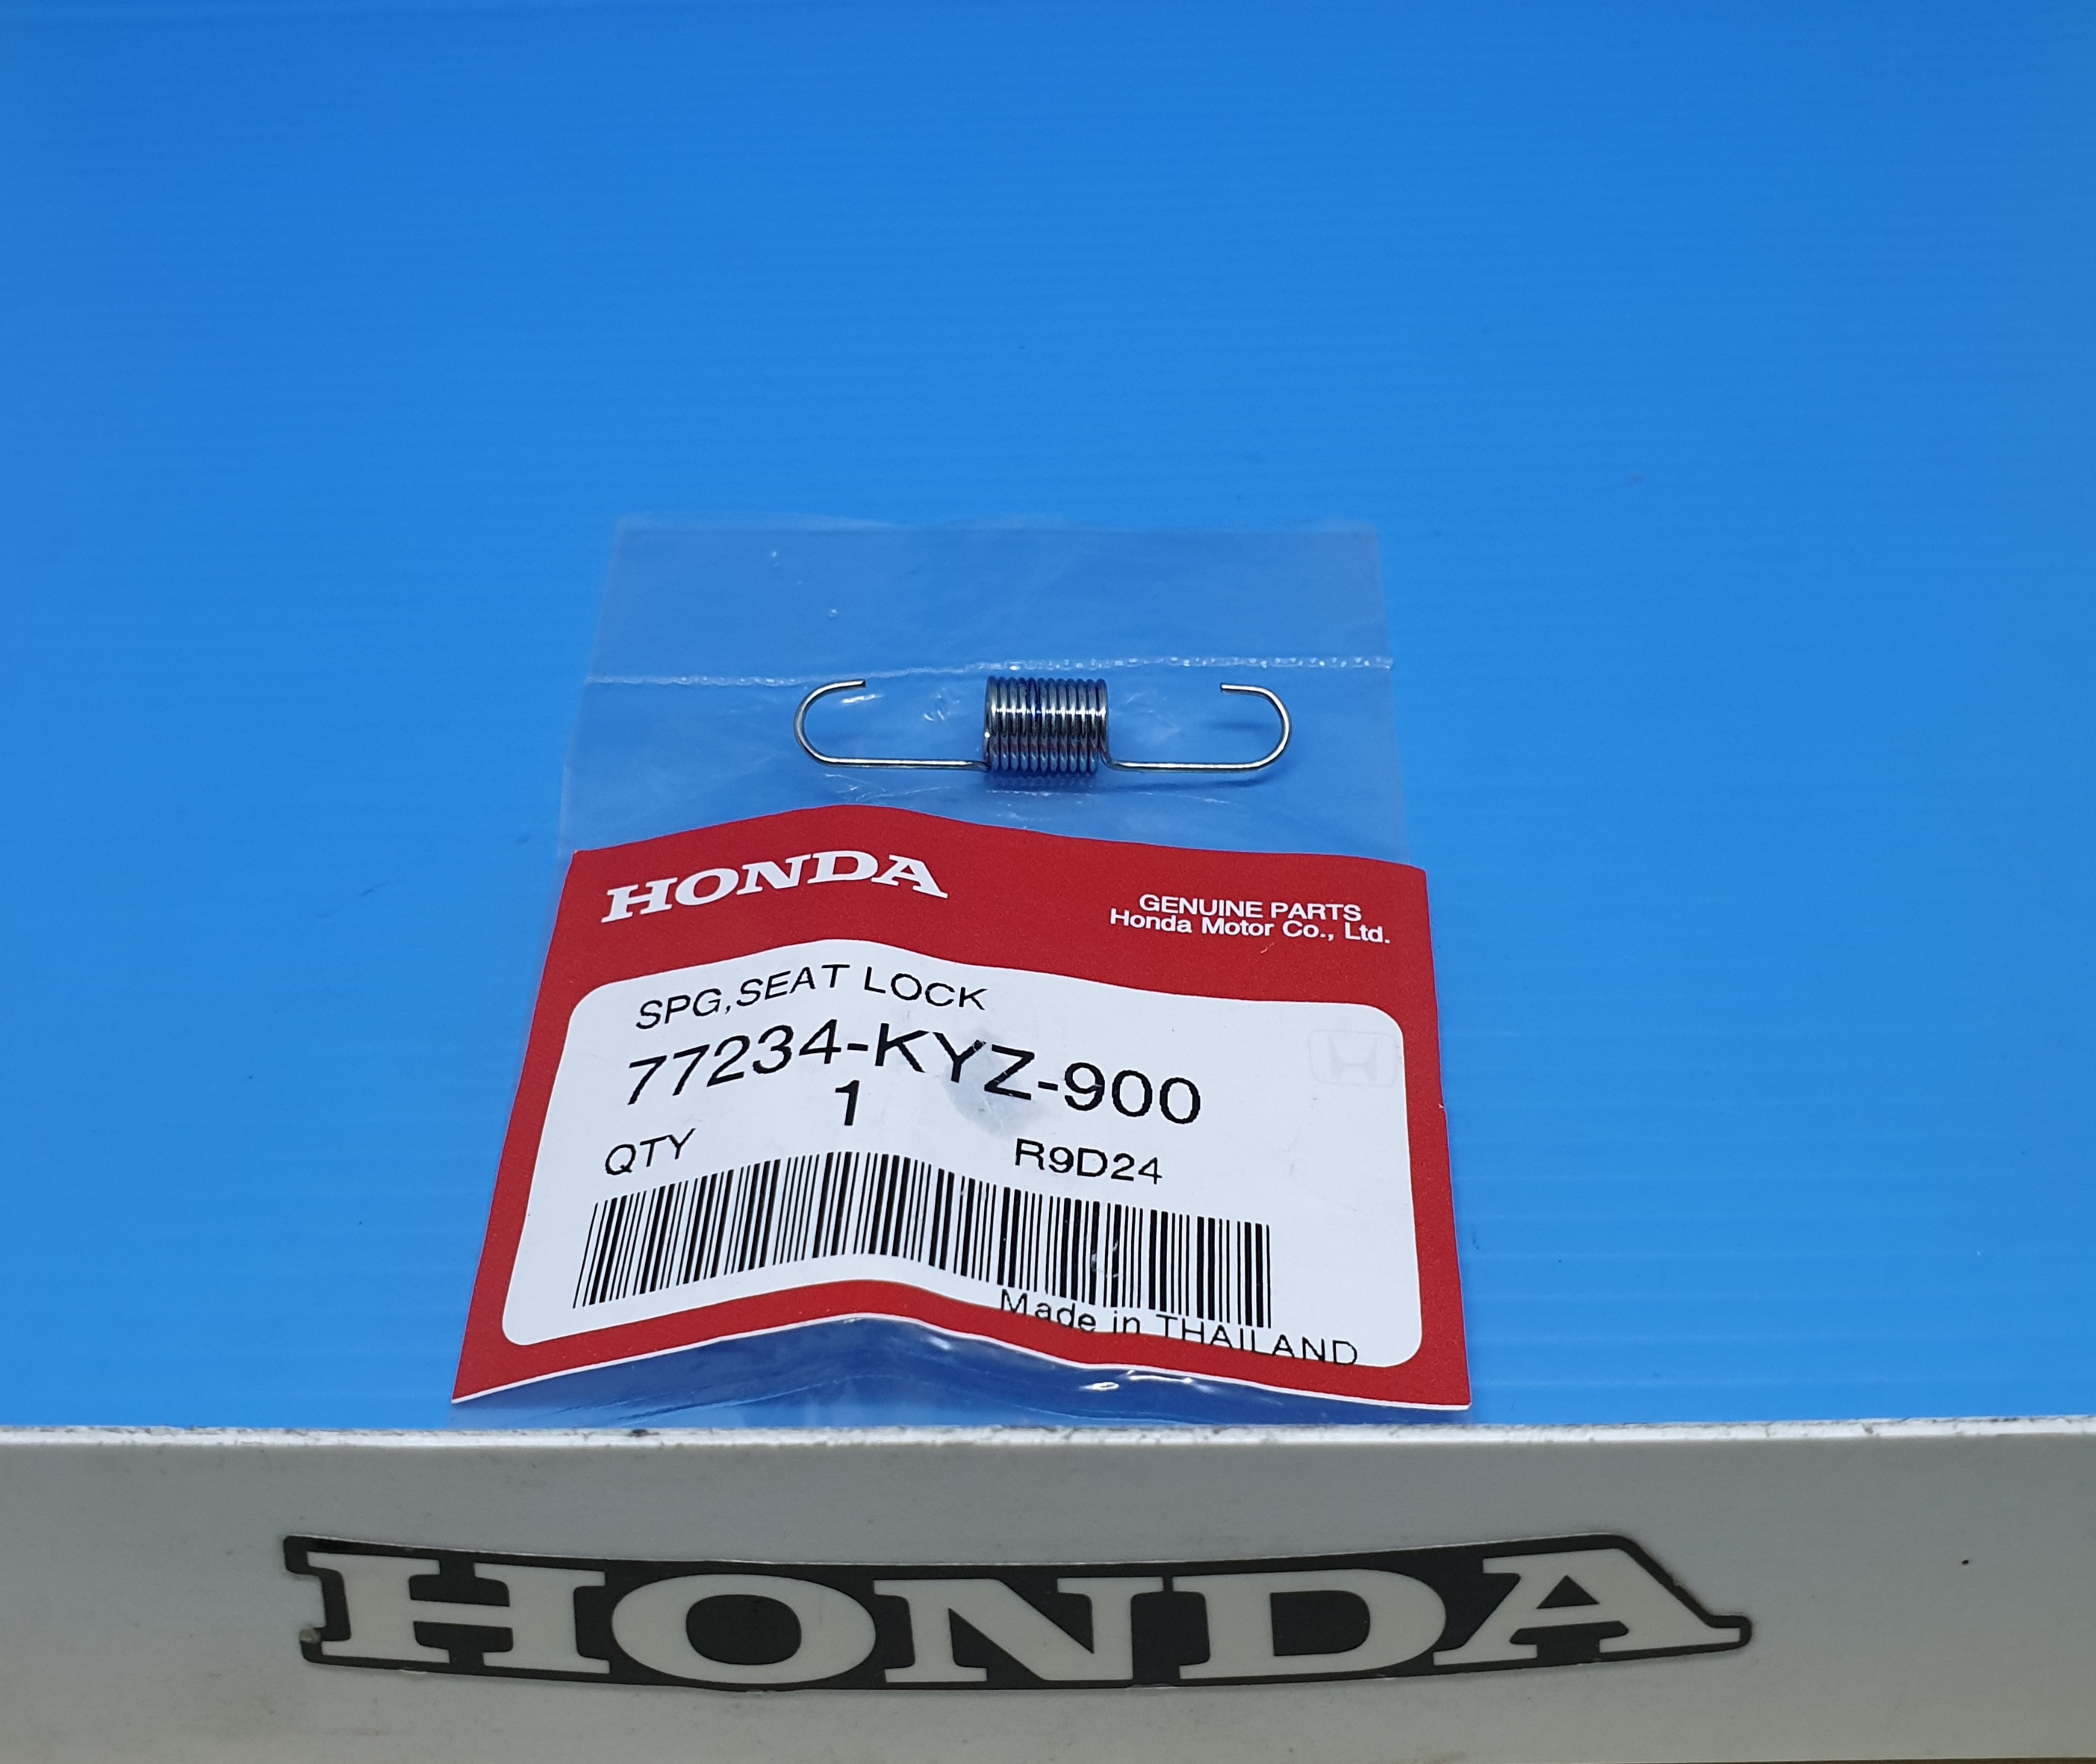 HONDA
GENUINE PARTS
Honda Motor Co., Ltd.
SPG,SEAT LOCK
77234-KYZ-900
1
QTY
R9D24
Made in THAILAND
HONDA